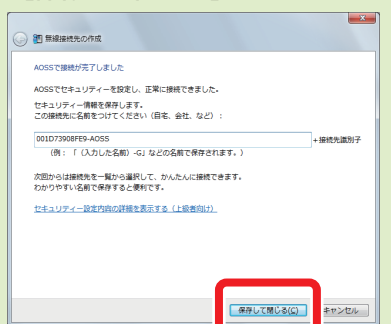 無線接続先の作成
AOSSで接続が完了しました
AOSSでセキュリティーを設定し、正常に接続できました。
セキュリティー情報を保存します。
この接続先に名前をつけてください（自宅、会社、など）：
001D73908FE9-AOSS +接続先識別子
（例：「（入力した名前）-G」などの名前で保存されます。）
次回からは接続先を一覧から選択して、かんたんに接続できます。
わかりやすい名前で保存すると便利です。
セキュリティー設定内容の詳細を表示する（上級者向け）
保存して閉じる(C) キャンセル